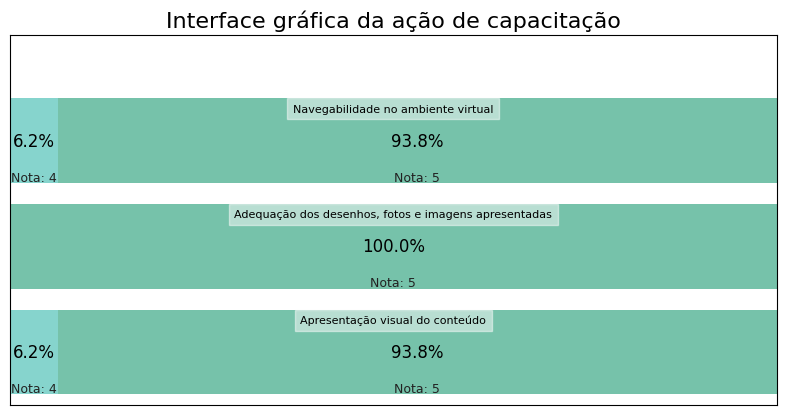 Interface gráfica da ação de capacitação
Navegabilidade no ambiente virtual
6.2%
93.8%
Nota: 4
Nota: 5
Adequação dos desenhos, fotos e imagens apresentadas
100.0%
Nota: 5
Apresentação visual do conteúdo
6.2%
93.8%
Nota: 4
Nota: 5